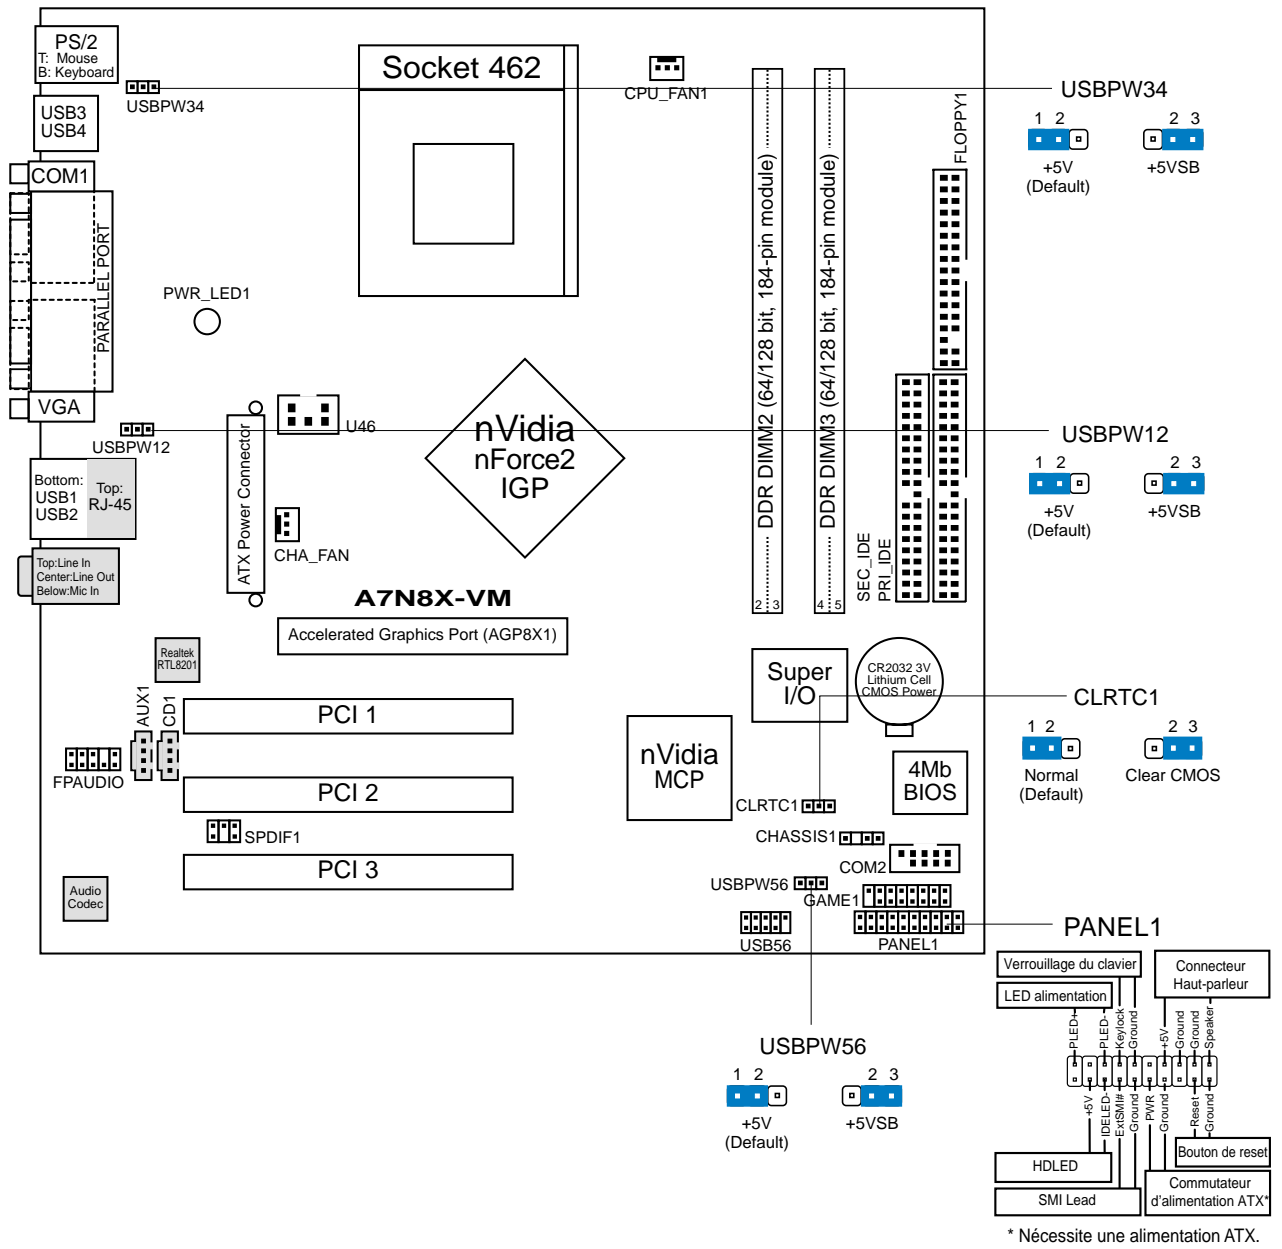 PS/2
T: Mouse
B: Keyboard
USBPW34
USB3
USB4
COM1
PARALLEL PORT
VGA
USBPW12
Bottom:
USB1
USB2
Top:
RJ-45
Top:Line In
Center:Line Out
Below:Mic In
PWR_LED1
Socket 462
CPU_FAN1
DDR DIMM2 (64/128 bit, 184-pin module)
2 3
DDR DIMM3 (64/128 bit, 184-pin module)
4 5
FLOPPY1
SEC_IDE
PRI_IDE
U46
ATX Power Connector
CHA_FAN
nVidia
nForce2
IGP
A7N8X-VM
Accelerated Graphics Port (AGP8X1)
Realtek
RTL8201
AUX1
CD1
FPAUDIO
PCI 1
PCI 2
SPDIF1
PCI 3
Audio
Codec
Super
I/O
CR2032 3V
Lithium Cell
CMOS Power
nVidia
MCP
4Mb
BIOS
CLRTC1
CHASSIS1
COM2
USBPW56
GAME1
USB56
PANEL1
USBPW34
1 2
2 3
+5V
(Default)
+5VSB
USBPW12
1 2
2 3
+5V
(Default)
+5VSB
CLRTC1
1 2
2 3
Normal
(Default)
Clear CMOS
USBPW56
1 2
2 3
+5V
(Default)
+5VSB
PANEL1
Verrouillage du clavier
LED alimentation
Connecteur
Haut-parleur
PLED+
PLED-
Keylock
Ground
+5V
Ground
Ground
Speaker
+5V
IDELED-
ExtSMI#
Ground
PWR
Ground
Reset
Ground
Bouton de reset
HDLED
SMI Lead
Commutateur
d'alimentation ATX*
* Nécessite une alimentation ATX.